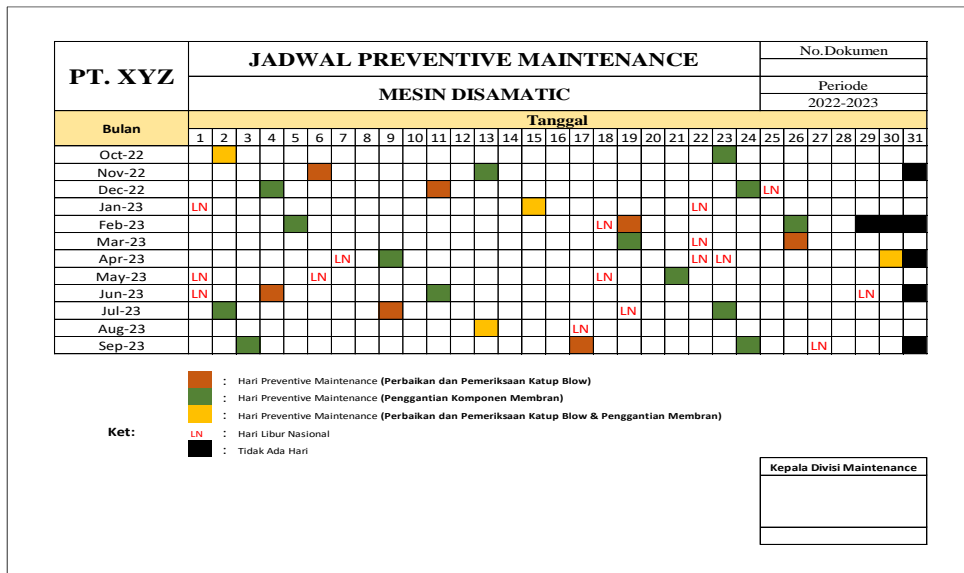 PT. XYZ
JADWAL PREVENTIVE MAINTENANCE
No.Dokumen
MESIN DISAMATIC
Periode
2022-2023
Bulan
Tanggal
1 2 3 4 5 6 7 8 9 10 11 12 13 14 15 16 17 18 19 20 21 22 23 24 25 26 27 28 29 30 31
Oct-22
Nov-22
Dec-22 LN
Jan-23 LN LN
Feb-23 LN
Mar-23 LN
Apr-23 LN LN LN
May-23 LN LN LN
Jun-23 LN LN
Jul-23 LN
Aug-23 LN
Sep-23 LN
: Hari Preventive Maintenance (Perbaikan dan Pemeriksaan Katup Blow)
: Hari Preventive Maintenance (Penggantian Komponen Membran)
: Hari Preventive Maintenance (Perbaikan dan Pemeriksaan Katup Blow & Penggantian Membran)
Ket: LN : Hari Libur Nasional
: Tidak Ada Hari
Kepala Divisi Maintenance